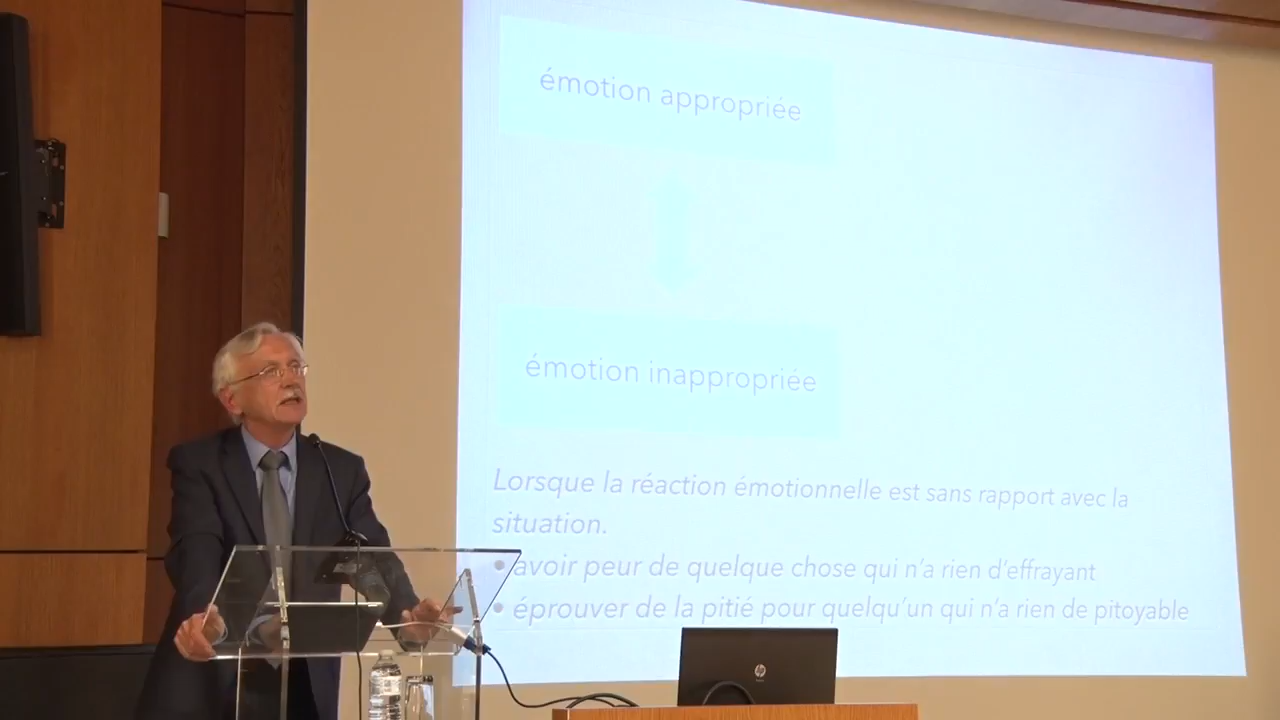 émotion appropriée
émotion inappropriée
Lorsque la réaction émotionnelle est sans rapport avec la
situation.
• avoir peur de quelque chose qui n'a rien d'effrayant
• éprouver de la pitié pour quelqu'un qui n'a rien de pitoyable
hp